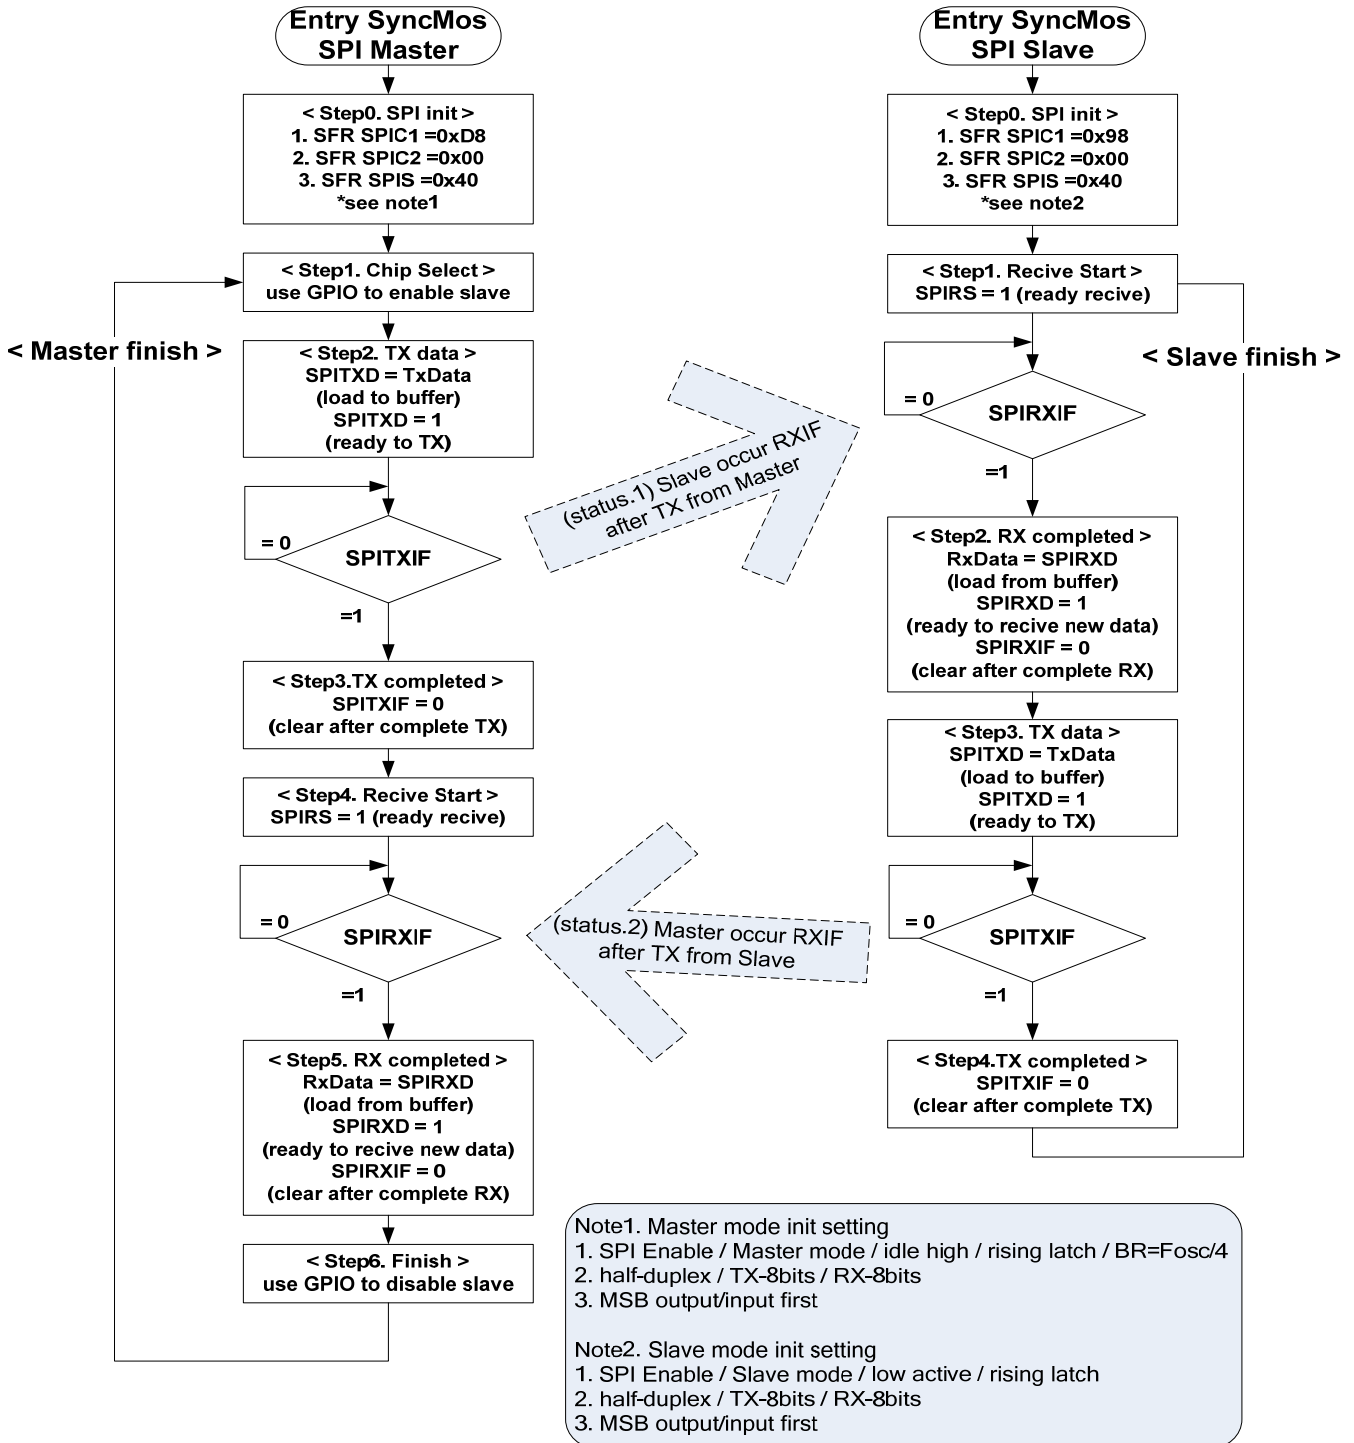 Entry SyncMos
SPI Master
< Step0. SPI init >
1. SFR SPIC1 =0xD8
2. SFR SPIC2 =0x00
3. SFR SPIS =0x40
*see note1
< Step1. Chip Select >
use GPIO to enable slave
< Master finish >
< Step2. TX data >
SPITXD = TxData
(load to buffer)
SPITXD = 1
(ready to TX)
= 0
SPITXIF
=1
< Step3.TX completed >
SPITXIF = 0
(clear after complete TX)
< Step4. Recive Start >
SPIRS = 1 (ready recive)
= 0
SPIRXIF
=1
< Step5. RX completed >
RxData = SPIRXD
(load from buffer)
SPIRXD = 1
(ready to recive new data)
SPIRXIF = 0
(clear after complete RX)
< Step6. Finish >
use GPIO to disable slave
(status.1) Slave occur RXIF
after TX from Master
(status.2) Master occur RXIF
after TX from Slave
Entry SyncMos
SPI Slave
< Step0. SPI init >
1. SFR SPIC1 =0x98
2. SFR SPIC2 =0x00
3. SFR SPIS =0x40
*see note2
< Step1. Recive Start >
SPIRS = 1 (ready recive)
< Slave finish >
= 0
SPIRXIF
=1
< Step2. RX completed >
RxData = SPIRXD
(load from buffer)
SPIRXD = 1
(ready to recive new data)
SPIRXIF = 0
(clear after complete RX)
< Step3. TX data >
SPITXD = TxData
(load to buffer)
SPITXD = 1
(ready to TX)
= 0
SPITXIF
=1
< Step4.TX completed >
SPITXIF = 0
(clear after complete TX)
Note1. Master mode init setting
1. SPI Enable / Master mode / idle high / rising latch / BR=Fosc/4
2. half-duplex / TX-8bits / RX-8bits
3. MSB output/input first
Note2. Slave mode init setting
1. SPI Enable / Slave mode / low active / rising latch
2. half-duplex / TX-8bits / RX-8bits
3. MSB output/input first